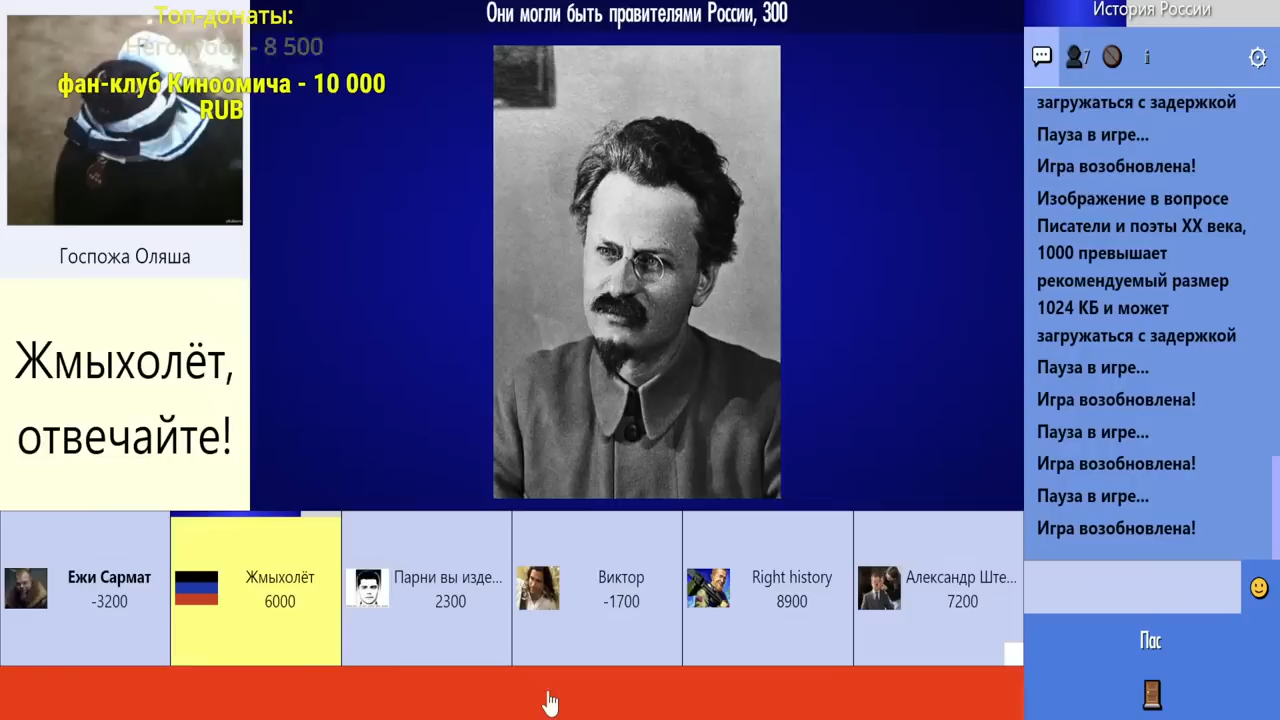 Топ-донаты:
- 8 500
фан-клуб Киноомича - 10 000
RUB
Госпожа Оляша
Жмыхолёт,
отвечайте!
Они могли быть правителями России, 300
История России
7
i
загружаться с задержкой
Пауза в игре...
Игра возобновлена!
Изображение в вопросе
Писатели и поэты XX века,
1000 превышает
рекомендуемый размер
1024 КБ и может
загружаться с задержкой
Пауза в игре...
Игра возобновлена!
Пауза в игре...
Игра возобновлена!
Пауза в игре...
Игра возобновлена!
Ежи Сармат
-3200
Жмыхолёт
6000
Парни вы изде...
2300
Виктор
-1700
Right history
8900
Александр Ште...
7200
Пас